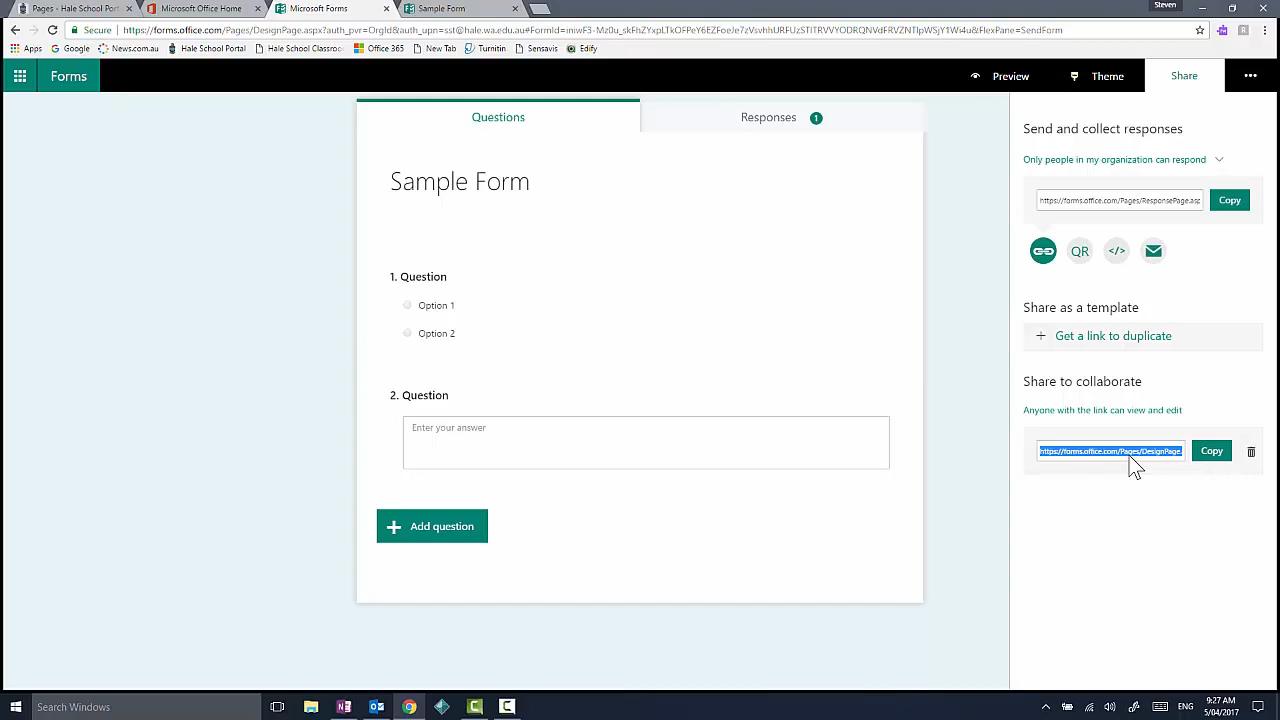 Pages - Hale School Port
Microsoft Office Home
Microsoft Forms
Sample Form
Steven
Secure
Apps
Google
News.com.au
Hale School Portal
Hale School Classroom
Office 365
New Tab
Turnitin
Sensavis
Edify
Forms
Preview
Theme
Share
Questions
Responses 1
Sample Form
1. Question
Option 1
Option 2
2. Question
Enter your answer
Add question
Send and collect responses
Only people in my organization can respond
https://forms.office.com/Pages/ResponsePage.asp
Copy
QR
</>
Share as a template
Get a link to duplicate
Share to collaborate
Anyone with the link can view and edit
https://forms.office.com/Pages/DesignPage.
Copy
Search Windows
ENG
9:27 AM
5/04/2017